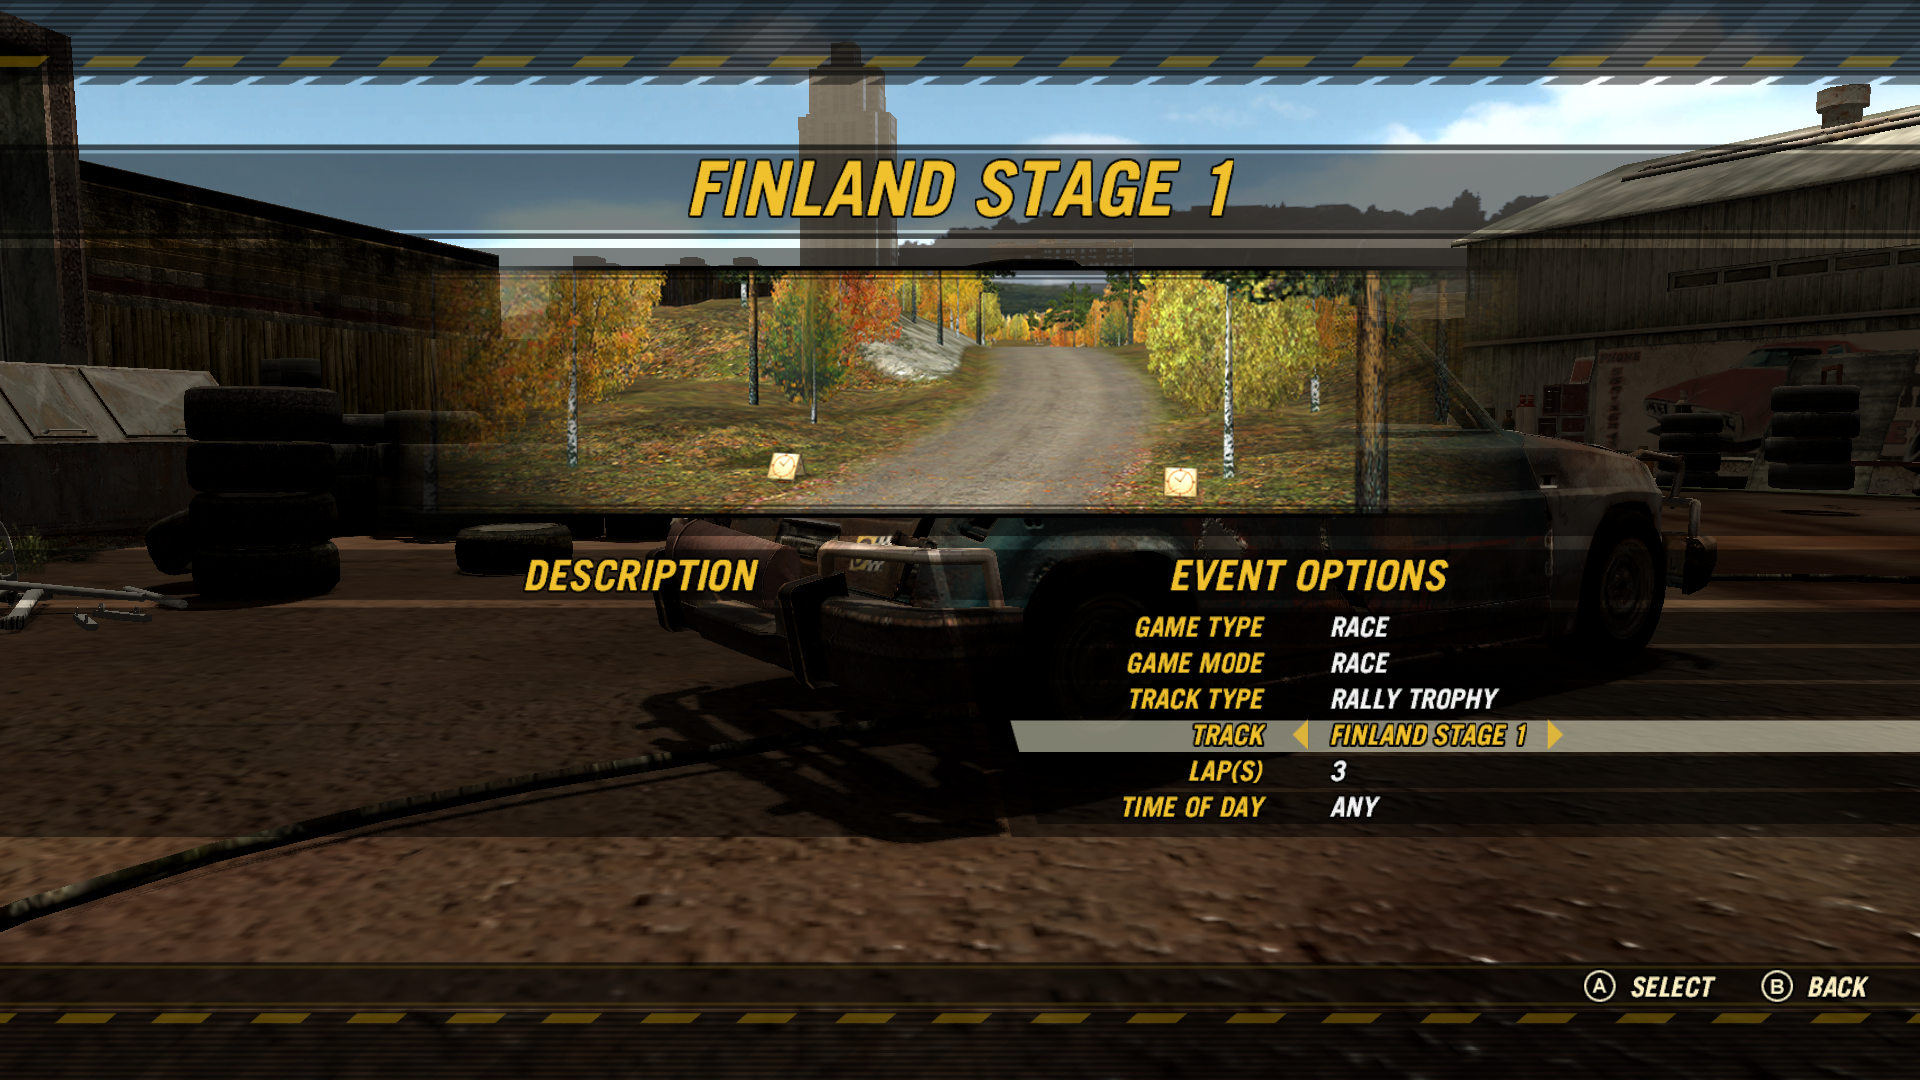 FINLAND STAGE 1
DESCRIPTION
EVENT OPTIONS
GAME TYPE RACE
GAME MODE RACE
TRACK TYPE RALLY TROPHY
TRACK FINLAND STAGE 1
LAP(S) 3
TIME OF DAY ANY
A SELECT B BACK